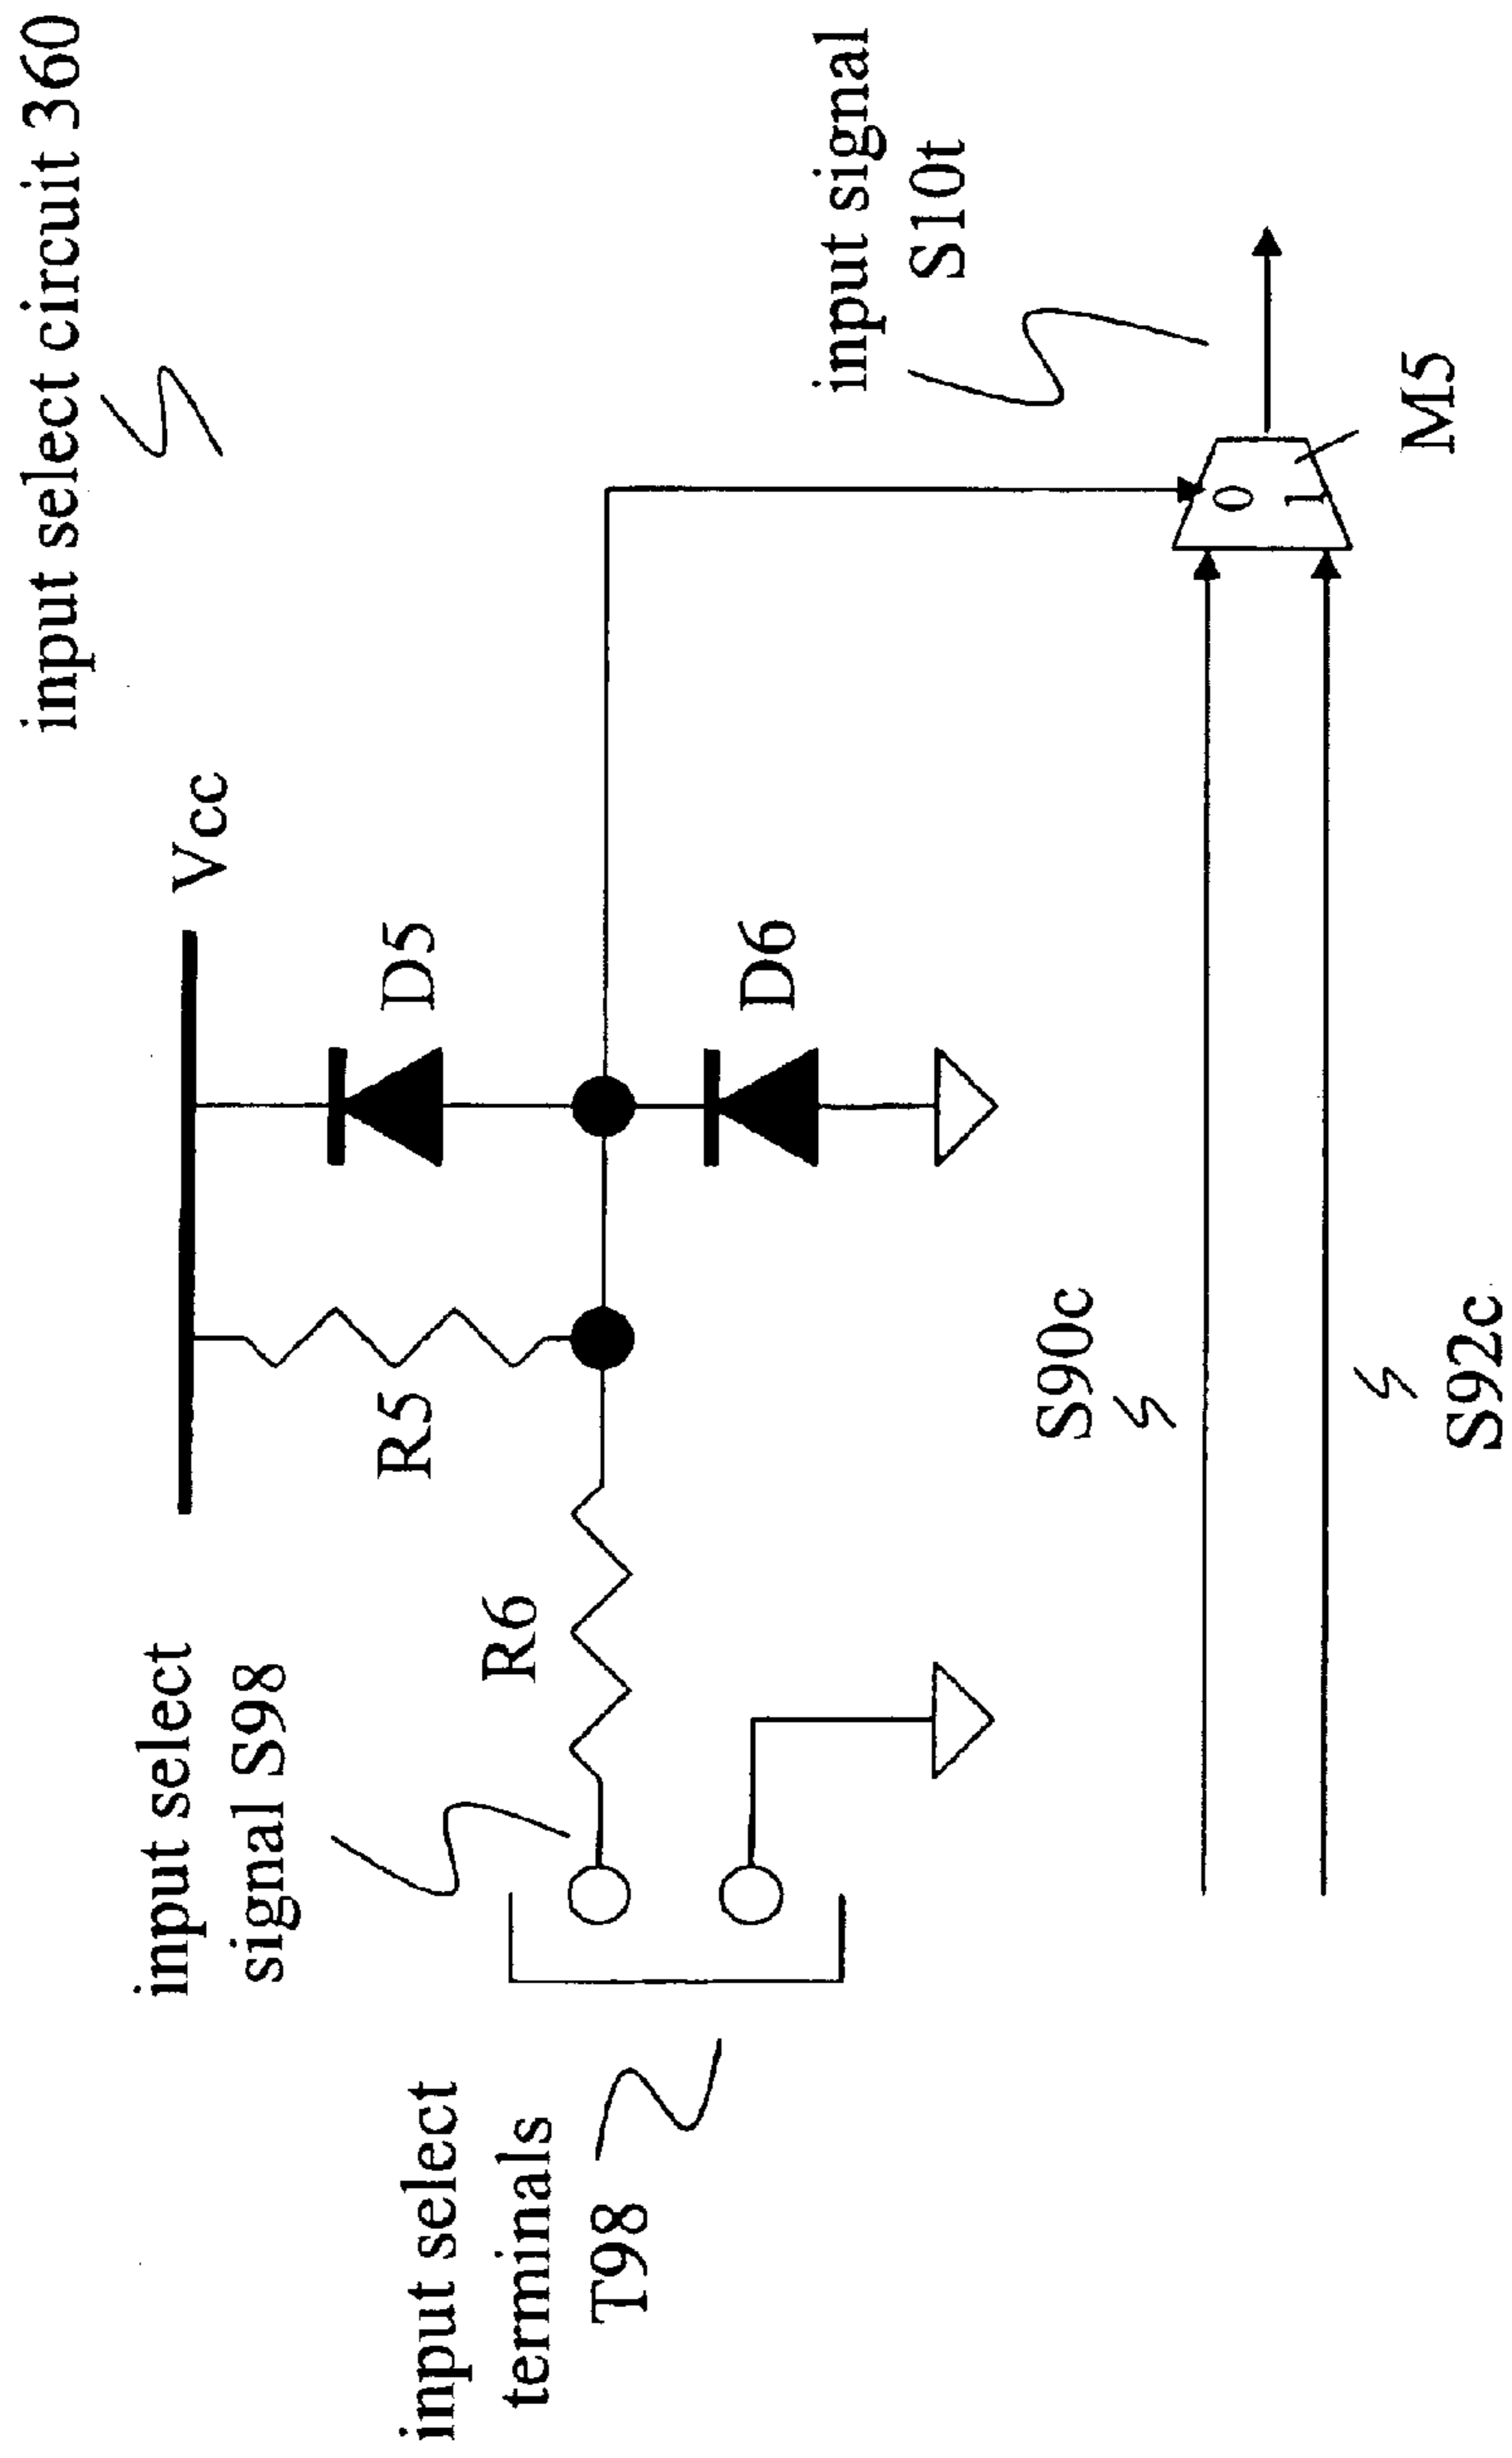 input select circuit 360
Vcc
input select
signal S98
R5
D5
R6
D6
input select
terminals
T98
input signal
S10t
S90c
0
1
M5
S92c